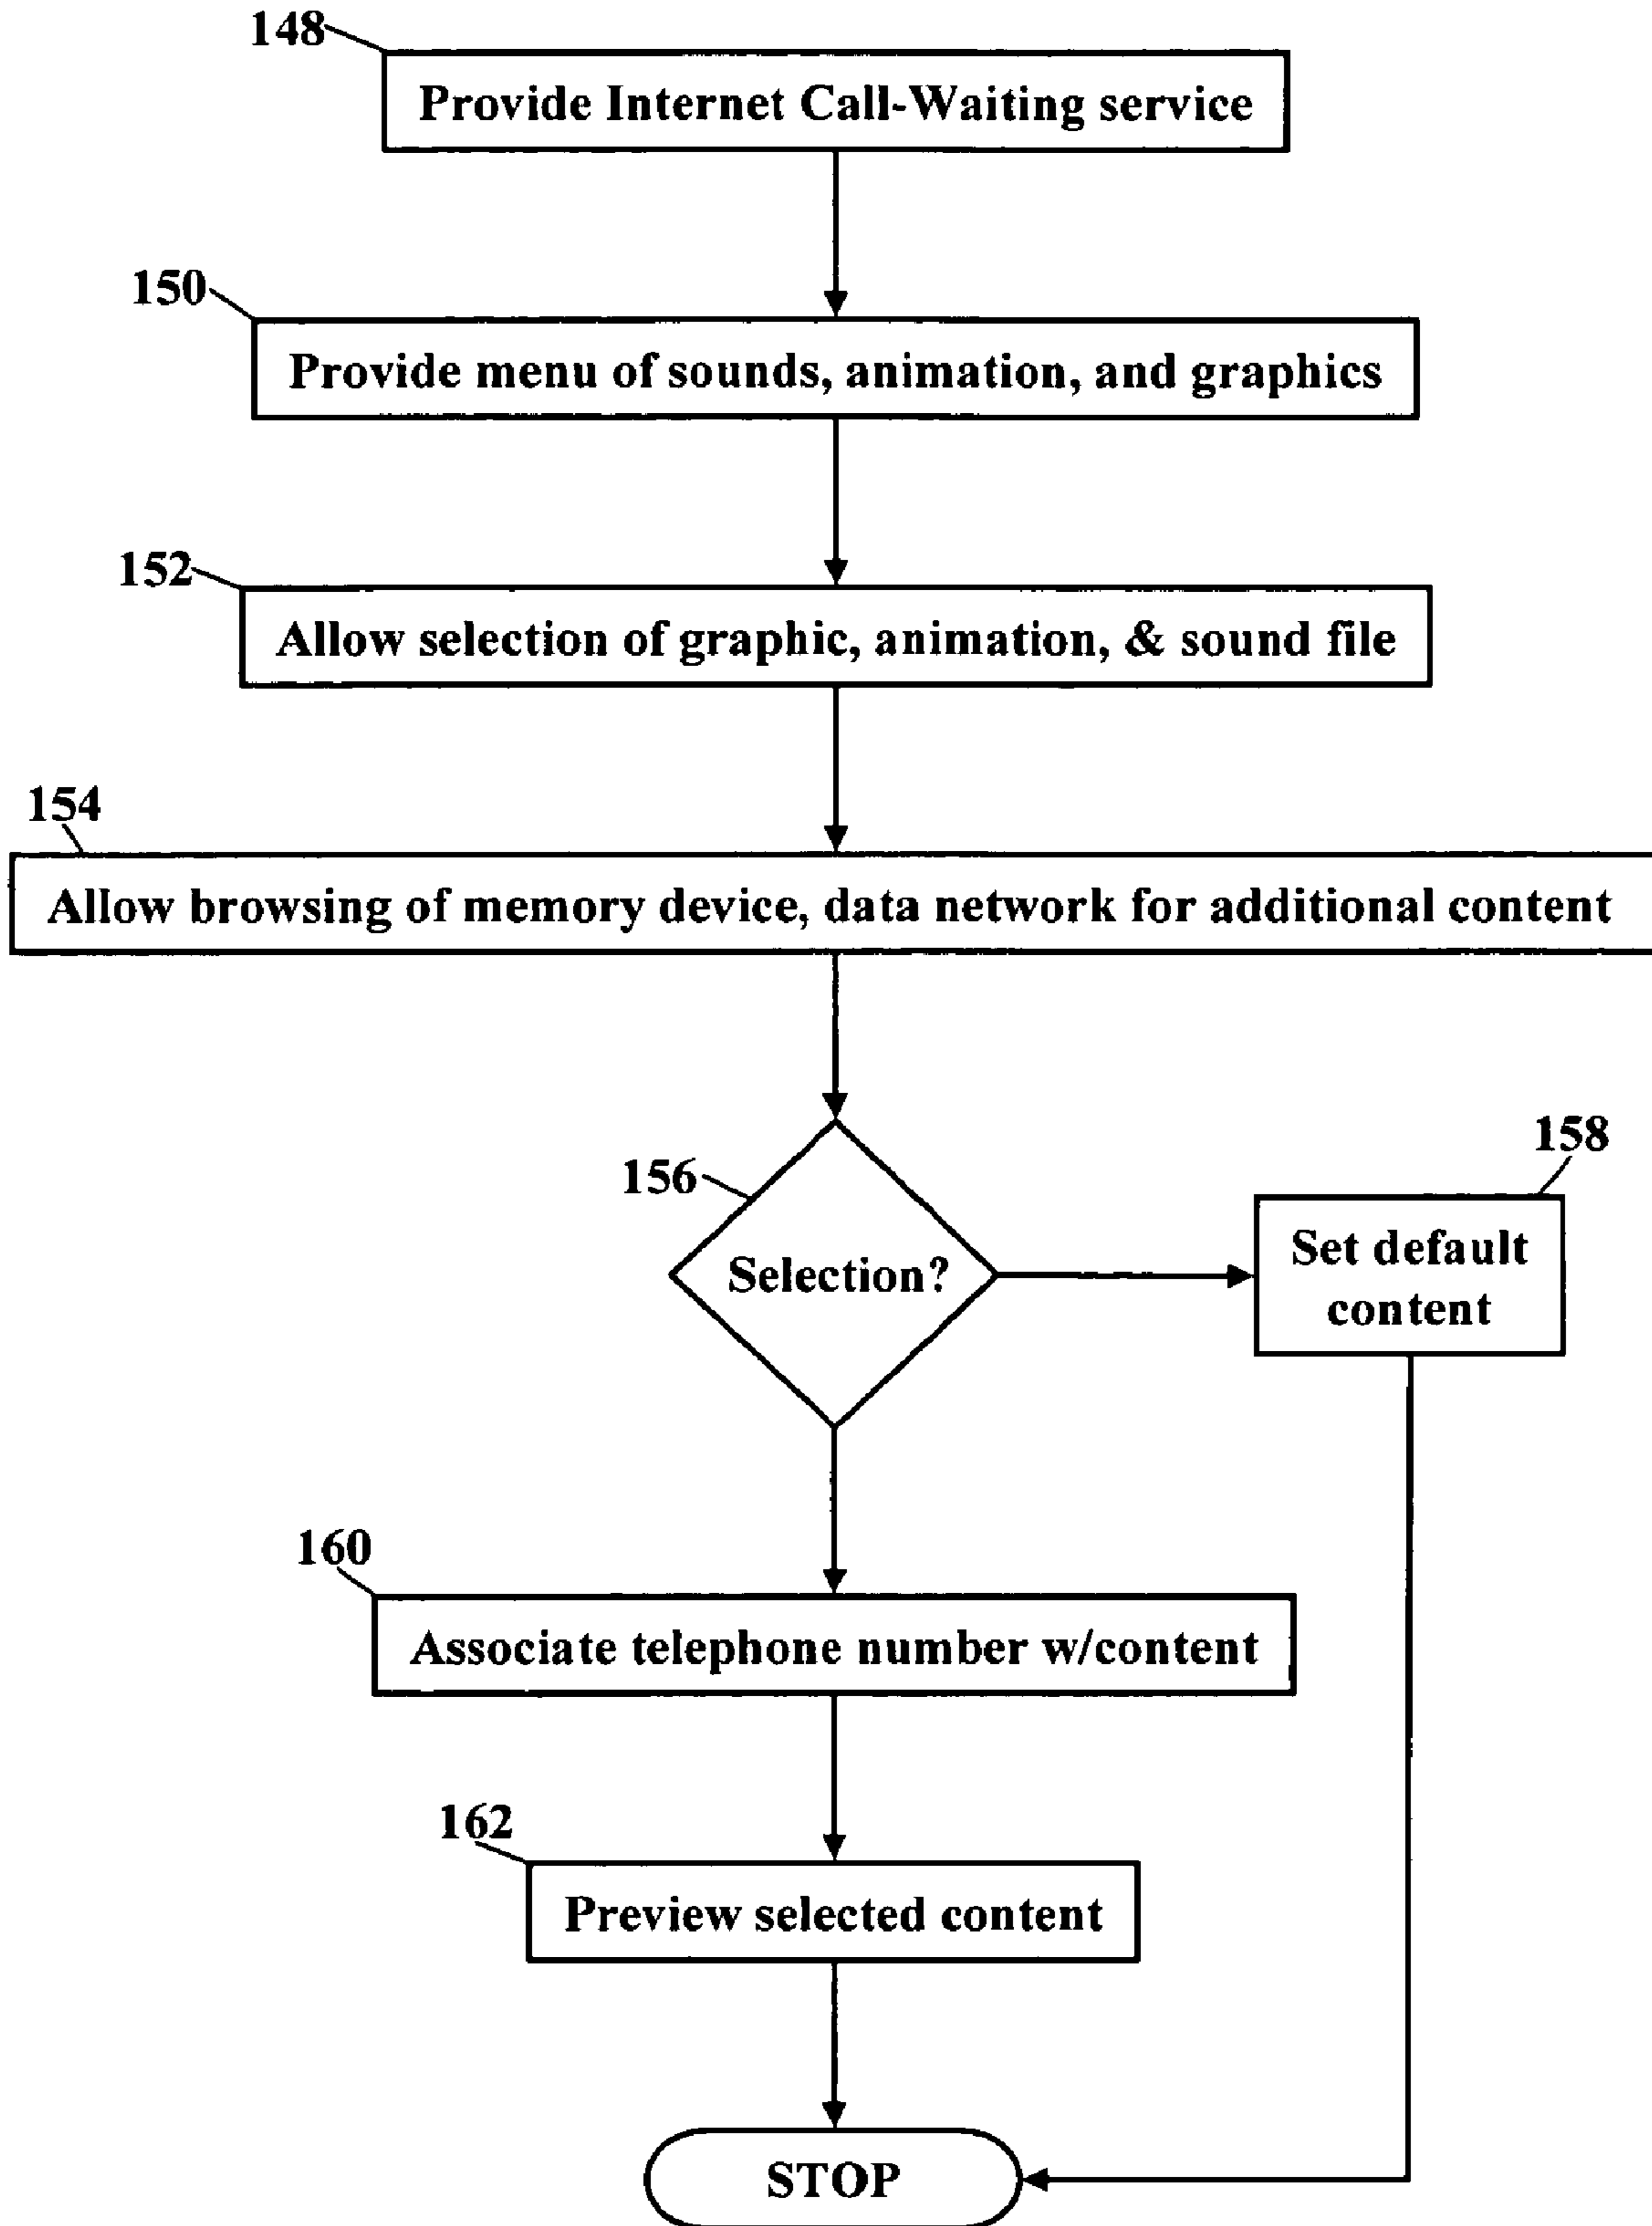 148
Provide Internet Call-Waiting service
150
Provide menu of sounds, animation, and graphics
152
Allow selection of graphic, animation, & sound file
154
Allow browsing of memory device, data network for additional content
156
Selection?
158
Set default
content
160
Associate telephone number w/content
162
Preview selected content
STOP